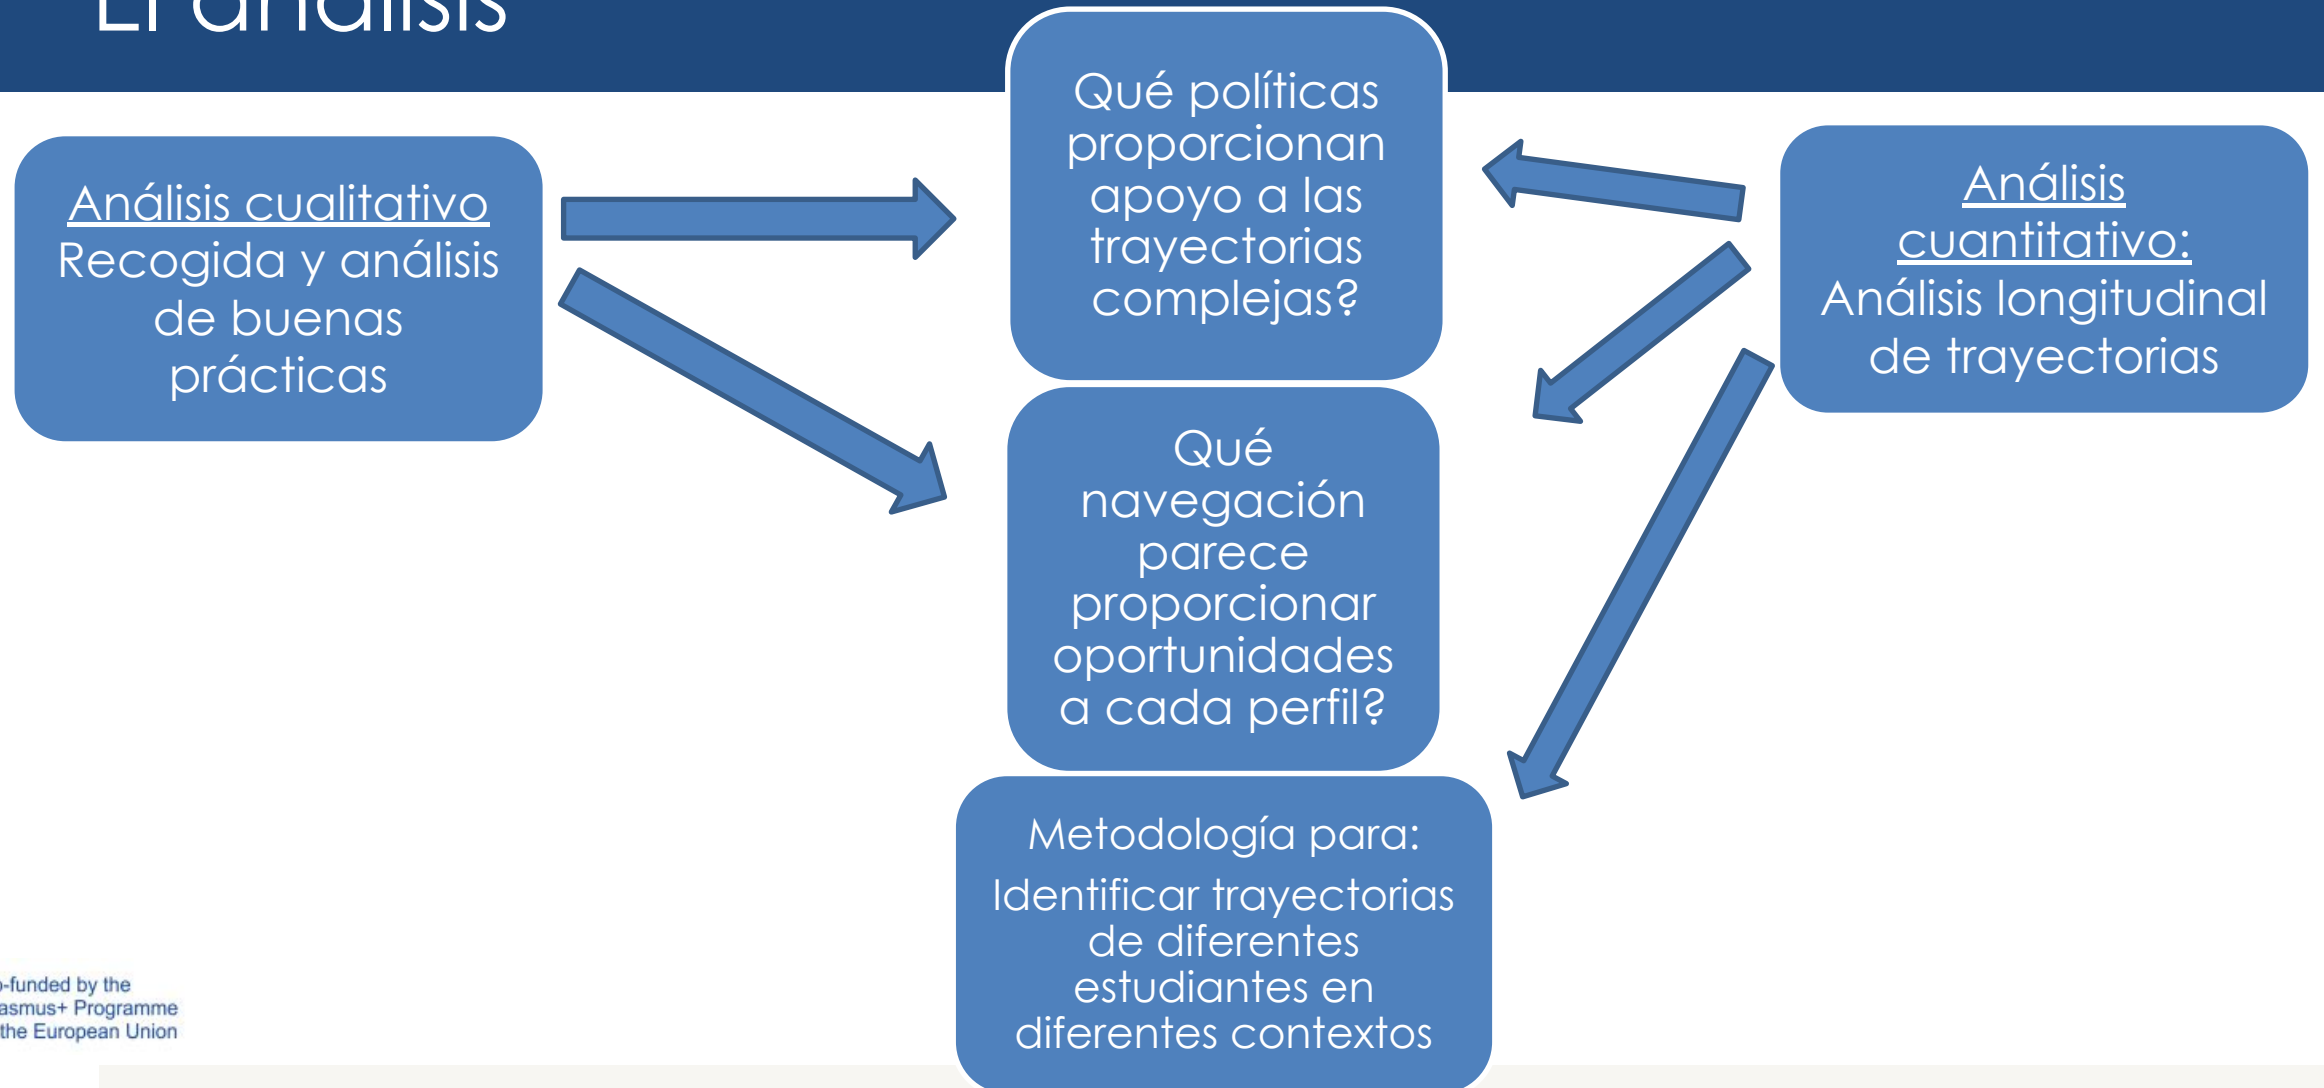 El análisis
Qué políticas
proporcionan
apoyo a las
trayectorias
complejas?
Análisis cualitativo
Recogida y análisis
de buenas
prácticas
Análisis
cuantitativo:
Análisis longitudinal
de trayectorias
Qué
navegación
parece
proporcionar
oportunidades
a cada perfil?
Metodología para:
Identificar trayectorias
de diferentes
estudiantes en
diferentes contextos
-funded by the
asmus+ Programme
the European Union